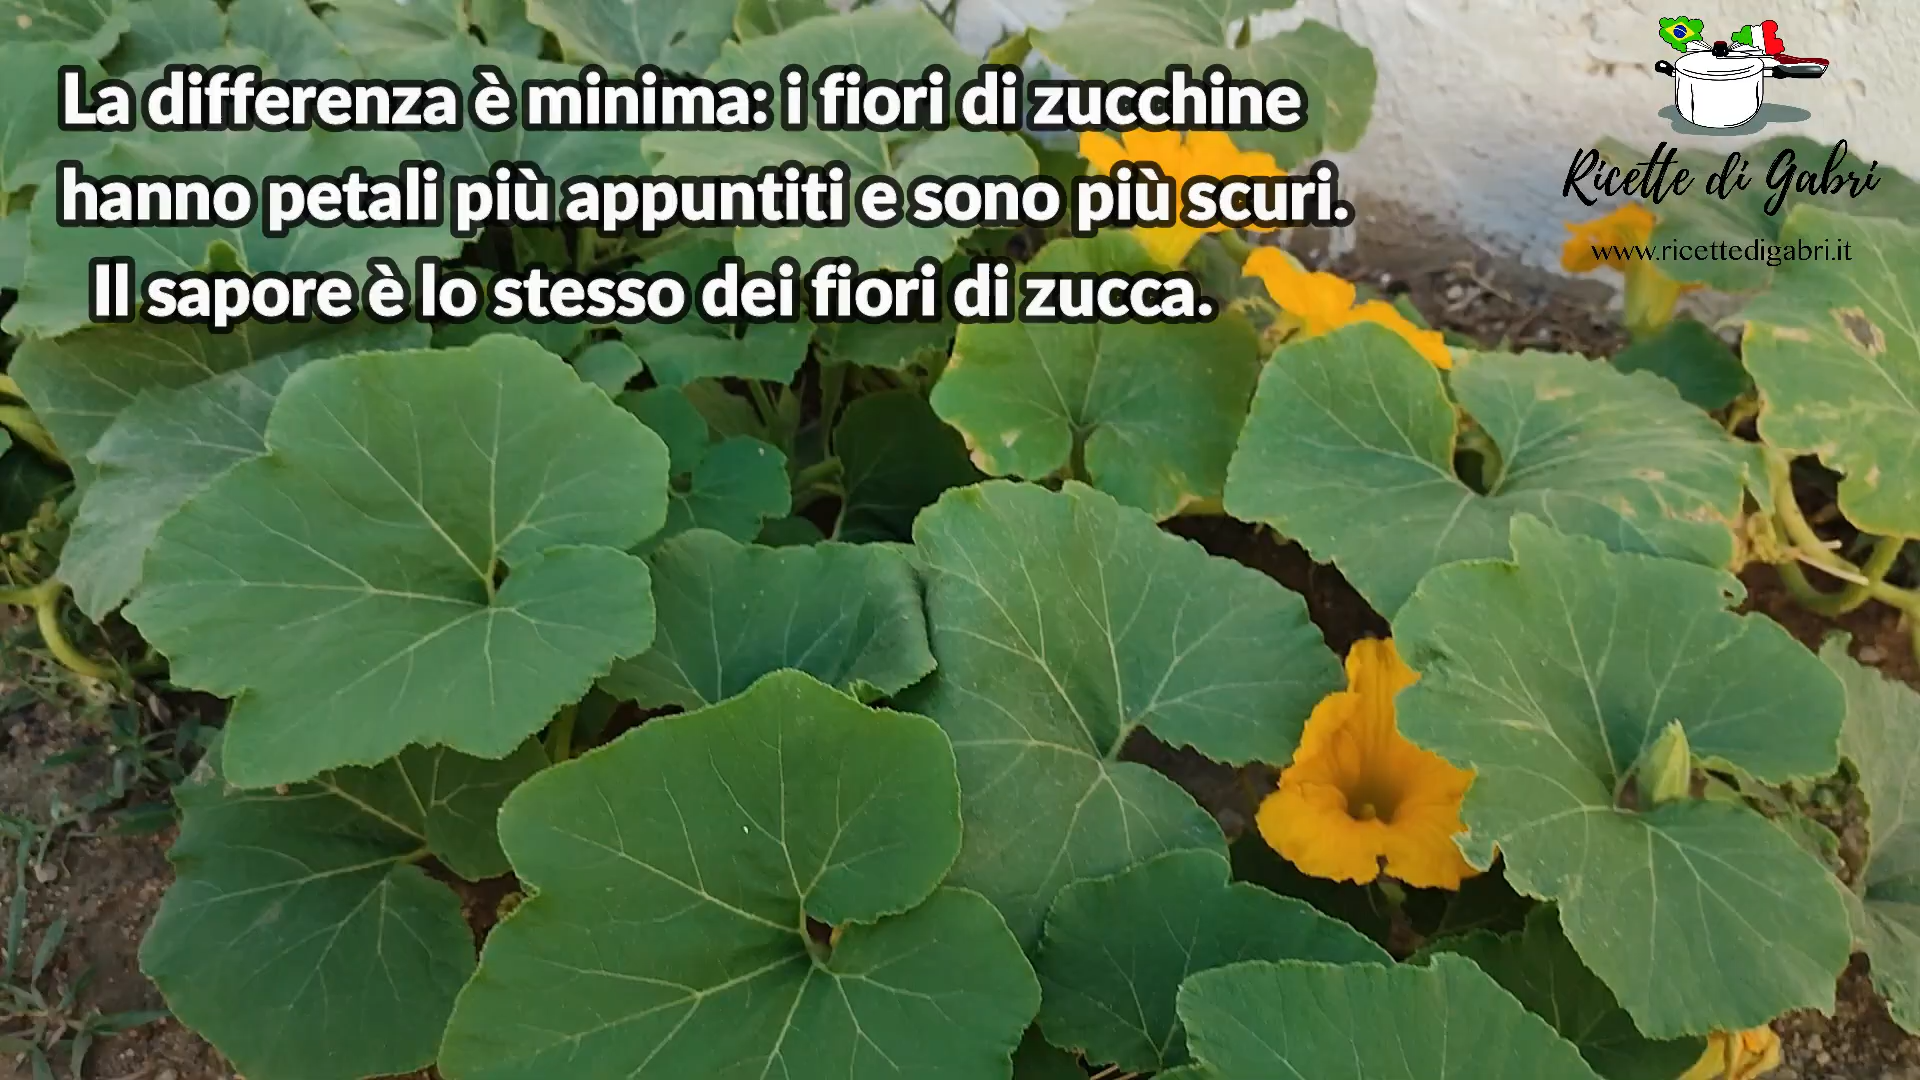 La differenza è minima: i fiori di zucchine
hanno petali più appuntiti e sono più scuri.
Il sapore è lo stesso dei fiori di zucca.
Ricette di Gabri
www.ricettedigabri.it